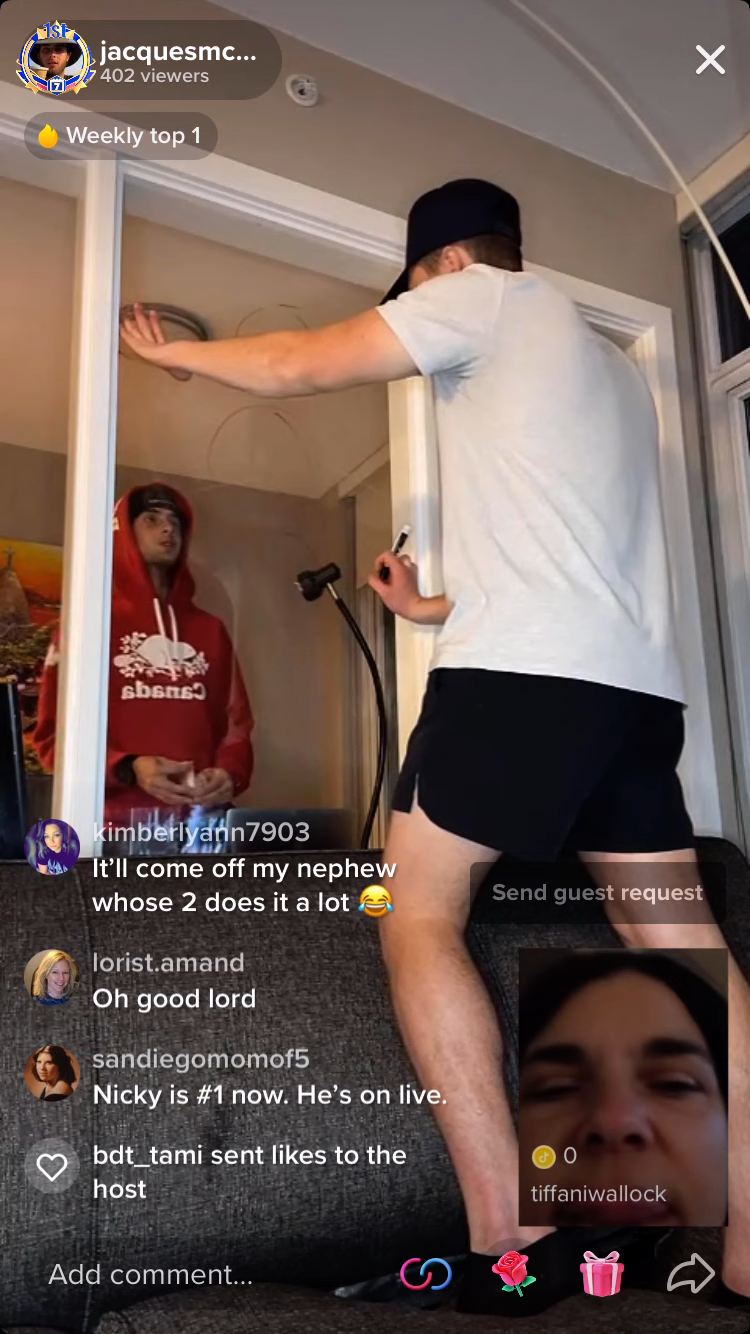 jacquesmc...
402 viewers
Weekly top 1
Canada
kimberlyann7903
It'll come off my nephew
whose 2 does it a lot 😂
Send guest request
lorist.amand
Oh good lord
sandiegomomof5
Nicky is #1 now. He's on live.
bdt_tami sent likes to the
host
0
tiffaniwallock
Add comment...